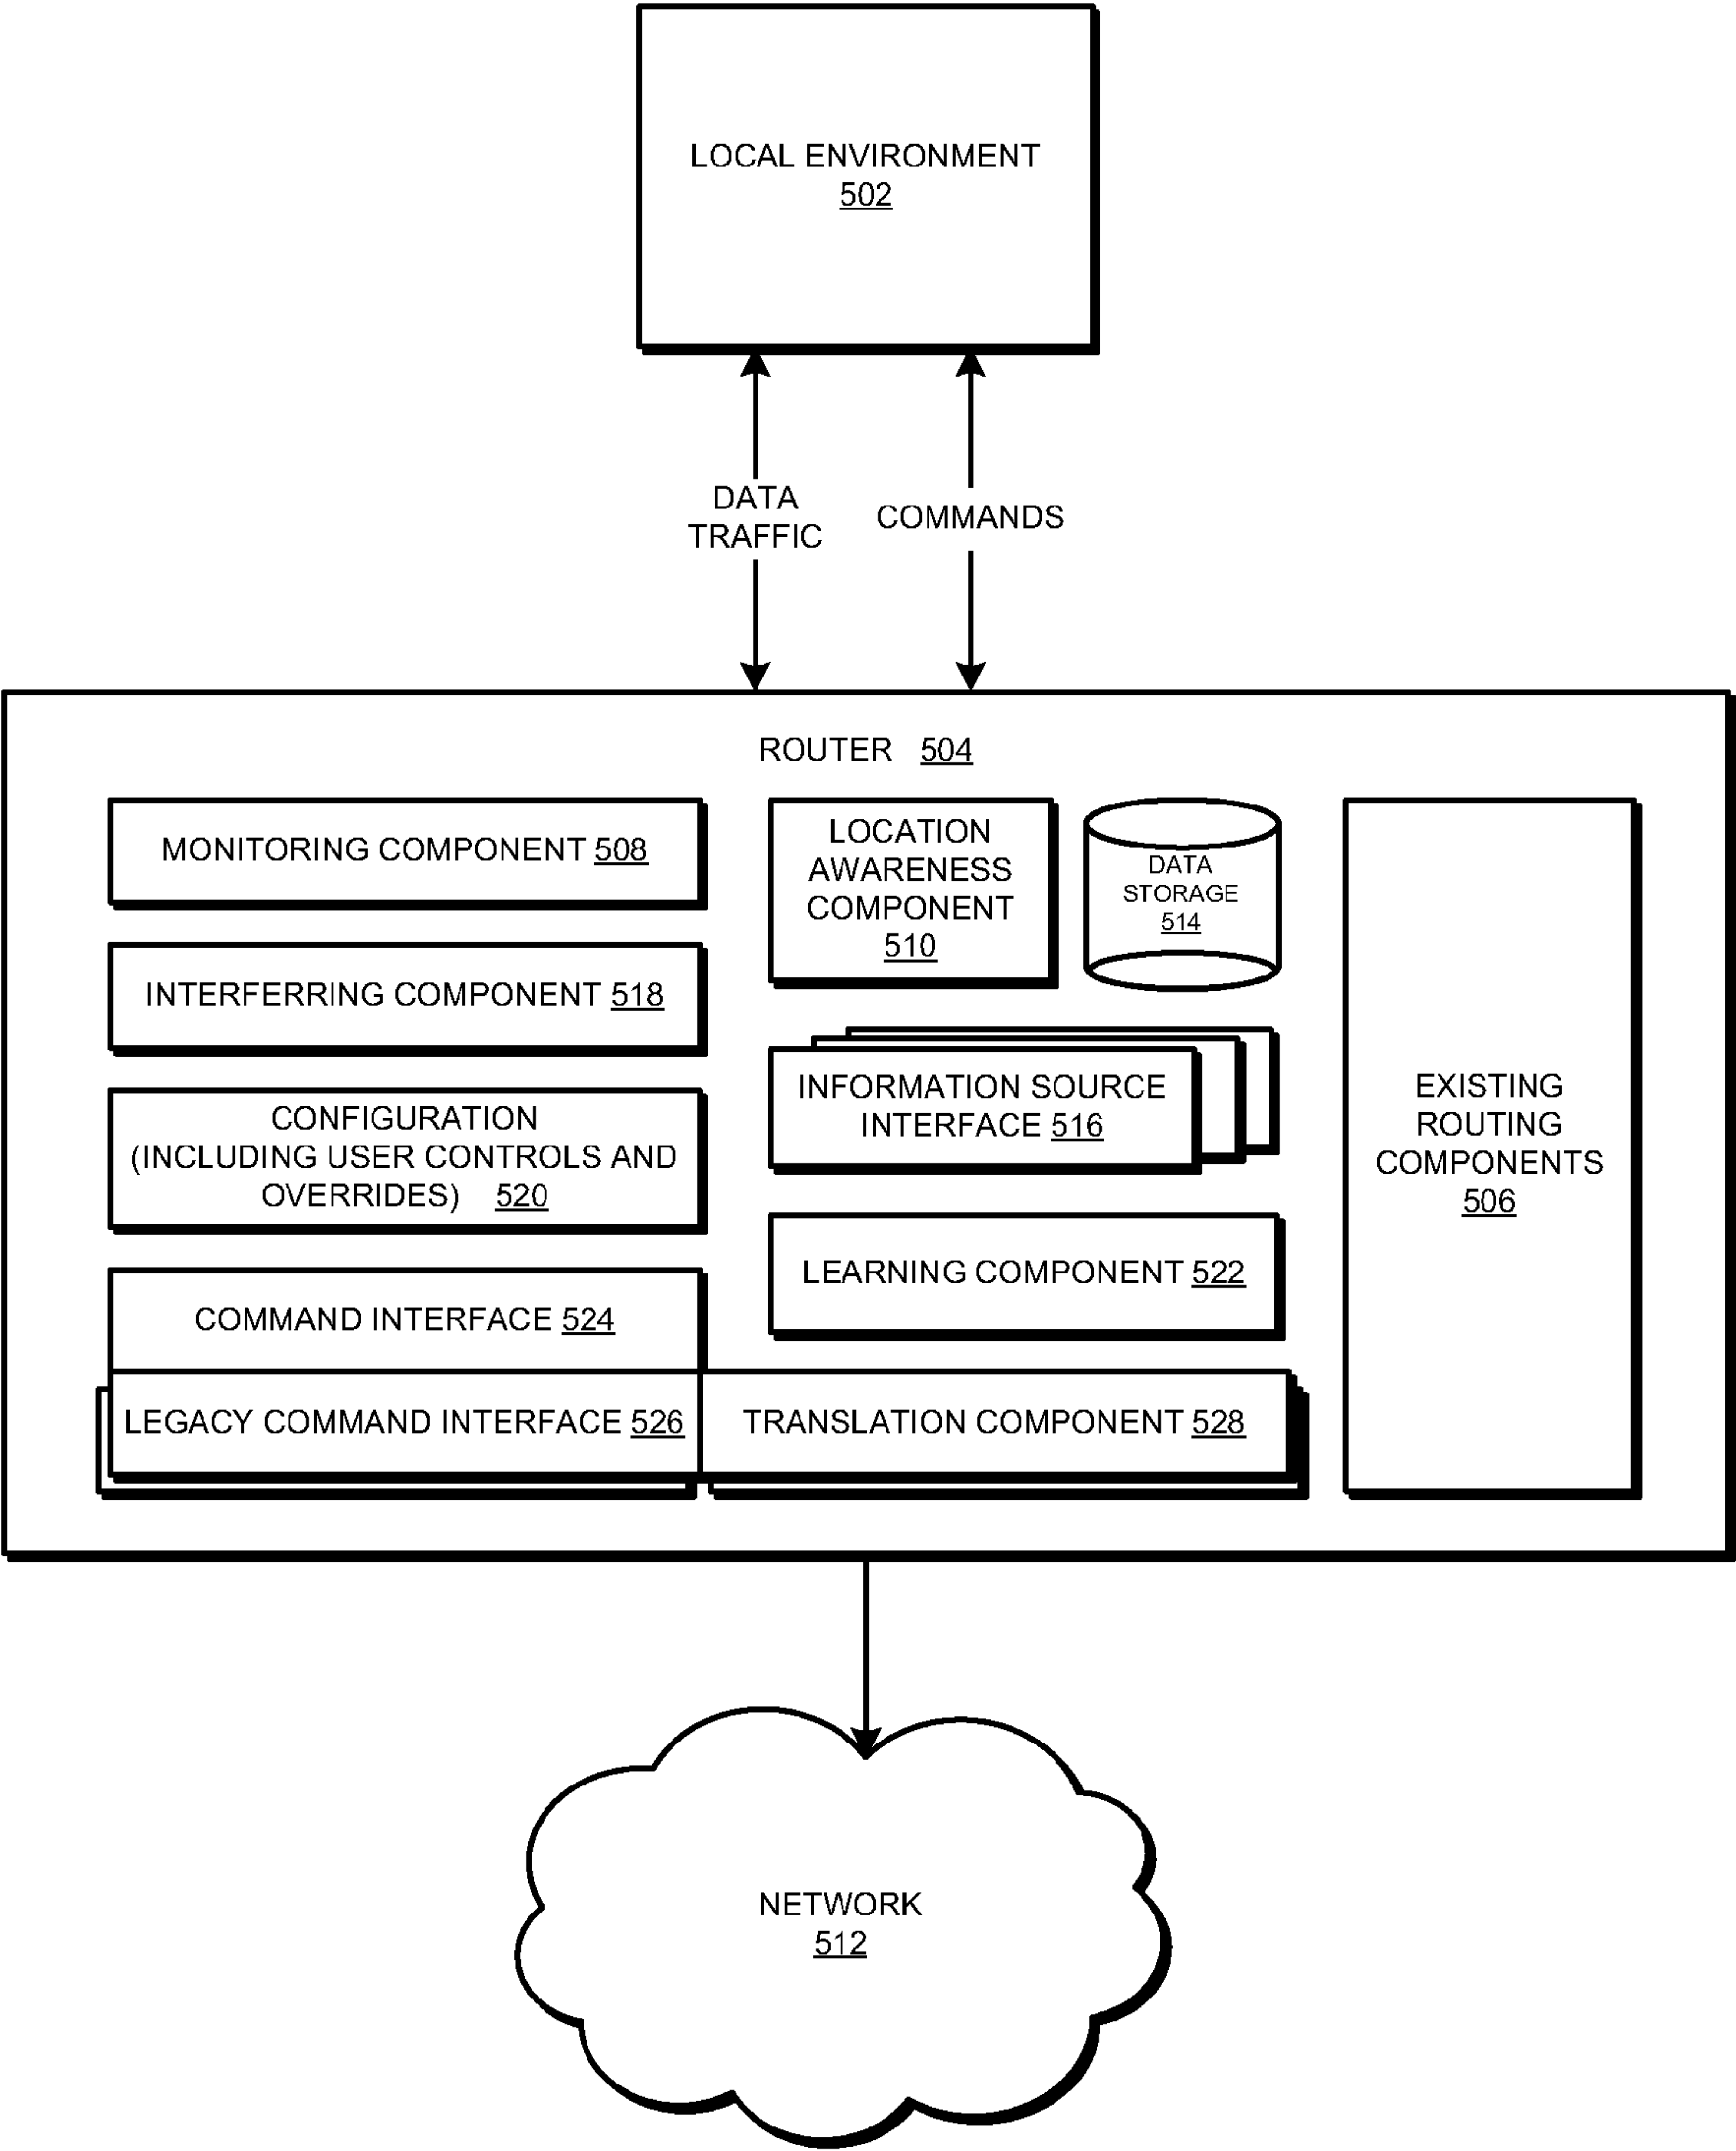 LOCAL ENVIRONMENT
502
DATA
TRAFFIC
COMMANDS
ROUTER 504
MONITORING COMPONENT 508
INTERFERRING COMPONENT 518
CONFIGURATION
(INCLUDING USER CONTROLS AND
OVERRIDES) 520
COMMAND INTERFACE 524
LEGACY COMMAND INTERFACE 526
TRANSLATION COMPONENT 528
LOCATION
AWARENESS
COMPONENT
510
DATA
STORAGE
514
INFORMATION SOURCE
INTERFACE 516
LEARNING COMPONENT 522
EXISTING
ROUTING
COMPONENTS
506
NETWORK
512